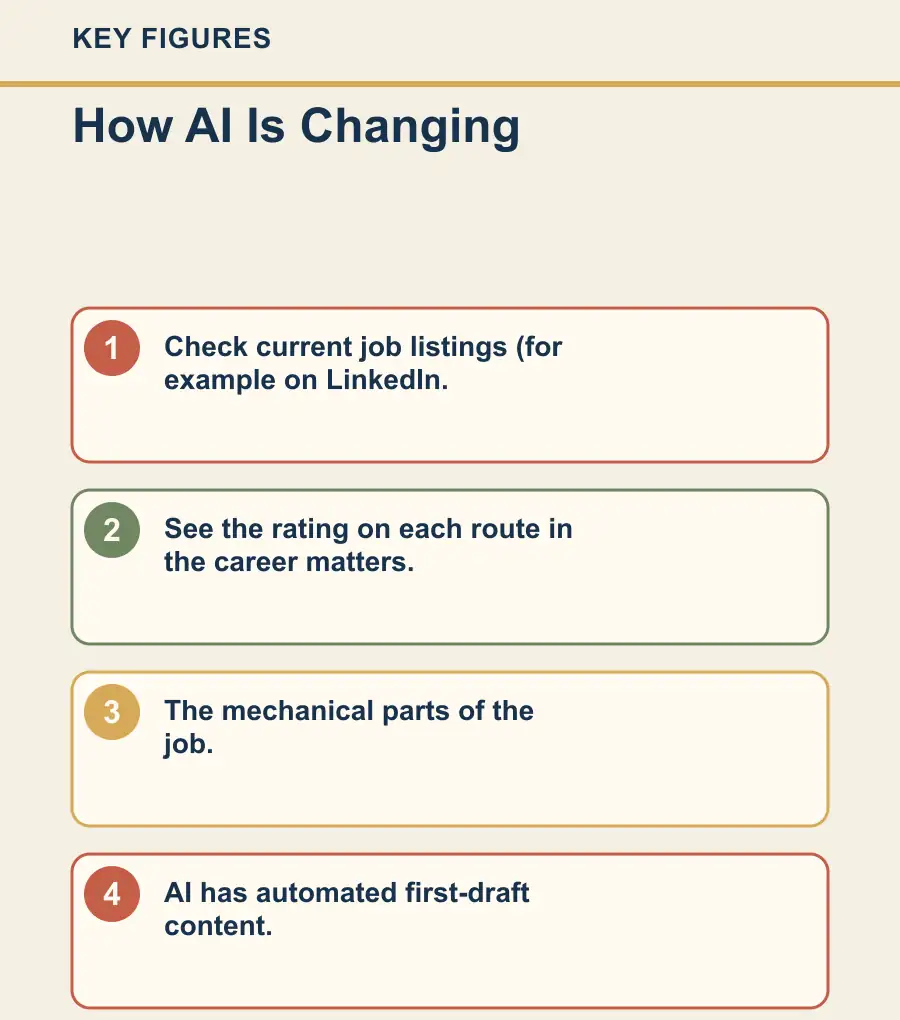 KEY FIGURES
How AI Is Changing
1
Check current job listings (for
example on LinkedIn.
2
See the rating on each route in
the career matters.
3
The mechanical parts of the
job.
4
AI has automated first-draft
content.